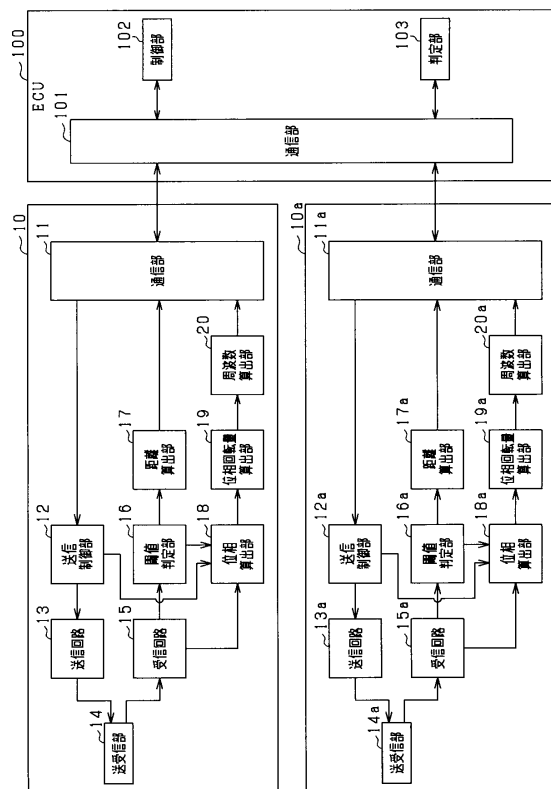 100
ECU
101
通信部
102
制御部
103
判定部
10
11
通信部
12
送信
制御部
13
送信回路
14
送受信部
15
受信回路
16
閾値
判定部
17
距離
算出部
18
位相
算出部
19
位相回転量
算出部
20
周波数
算出部
10a
11a
通信部
12a
送信
制御部
13a
送信回路
14a
送受信部
15a
受信回路
16a
閾値
判定部
17a
距離
算出部
18a
位相
算出部
19a
位相回転量
算出部
20a
周波数
算出部